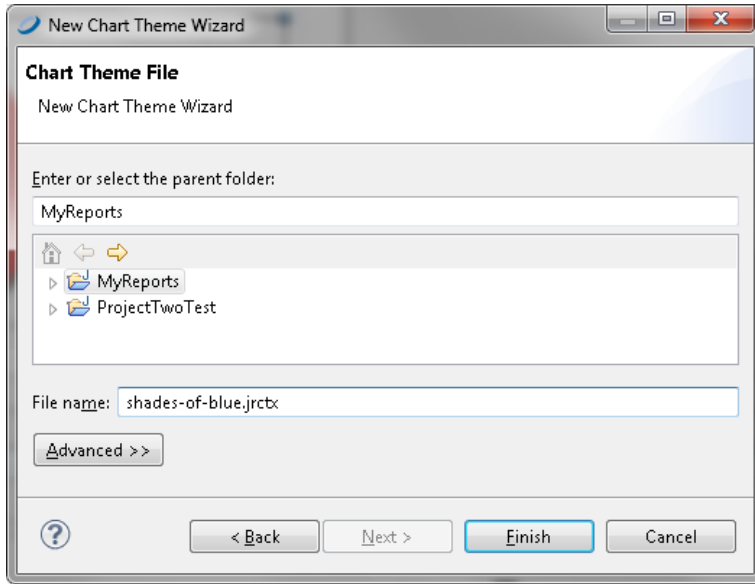 New Chart Theme Wizard
Chart Theme File
New Chart Theme Wizard
Enter or select the parent folder:
MyReports
MyReports
ProjectTwoTest
File name: shades-of-blue.jrctx
Advanced >>
< Back Next > Finish Cancel